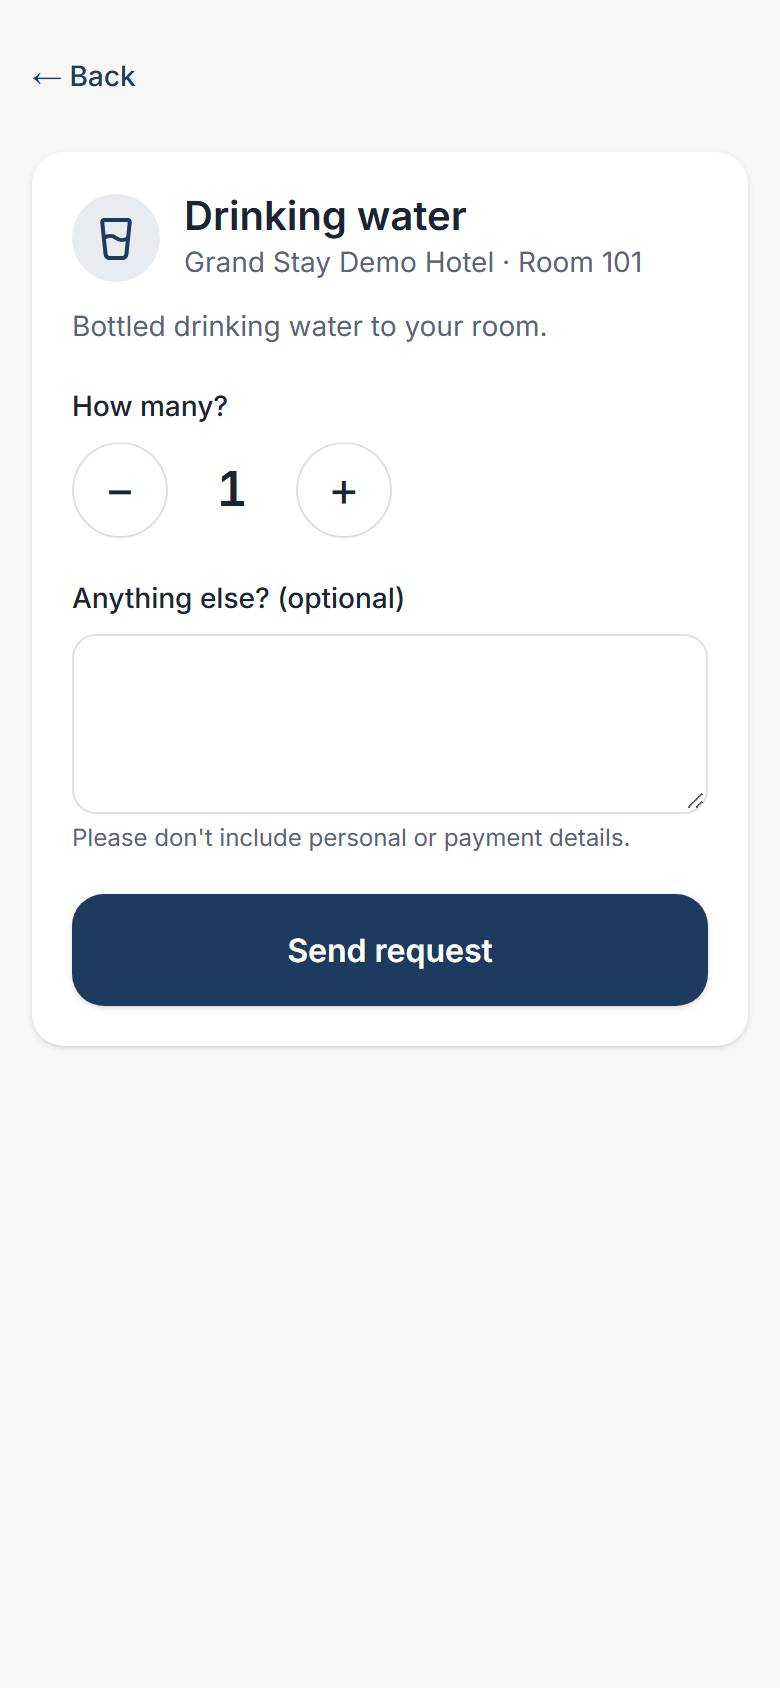 ← Back
Drinking water
Grand Stay Demo Hotel · Room 101
Bottled drinking water to your room.
How many?
− 1 +
Anything else? (optional)
Please don't include personal or payment details.
Send request